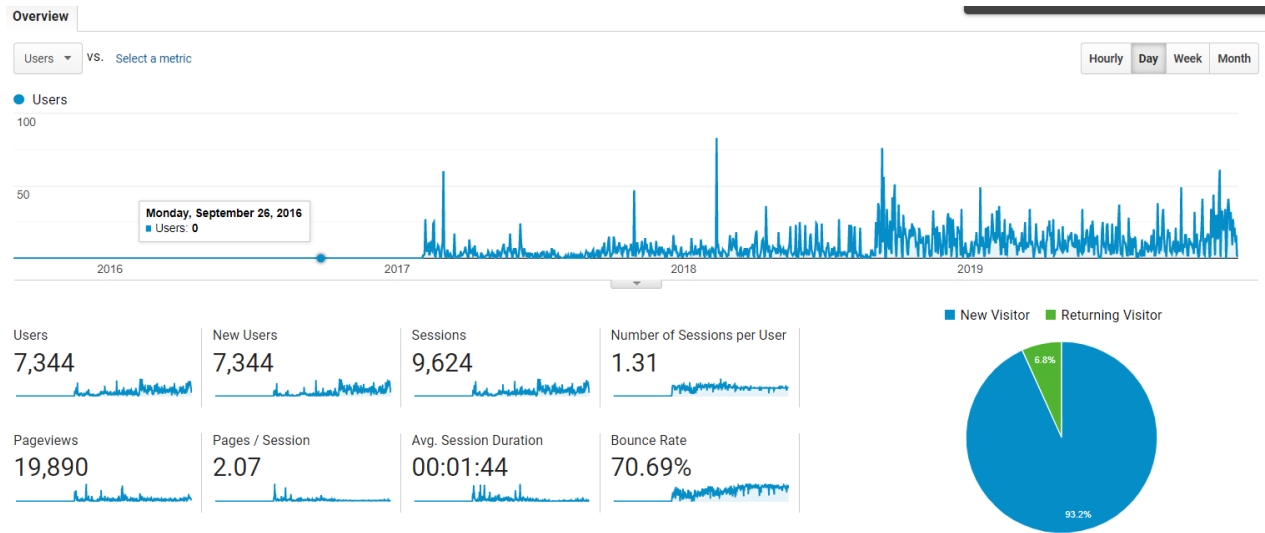 Overview
Users VS. Select a metric
Hourly Day Week Month
Users
100
50
Monday, September 26, 2016
Users: 0
2016 2017 2018 2019
New Visitor Returning Visitor
Users New Users Sessions Number of Sessions per User
7,344 7,344 9,624 1.31
6.8%
Pageviews Pages / Session Avg. Session Duration Bounce Rate
19,890 2.07 00:01:44 70.69%
93.2%